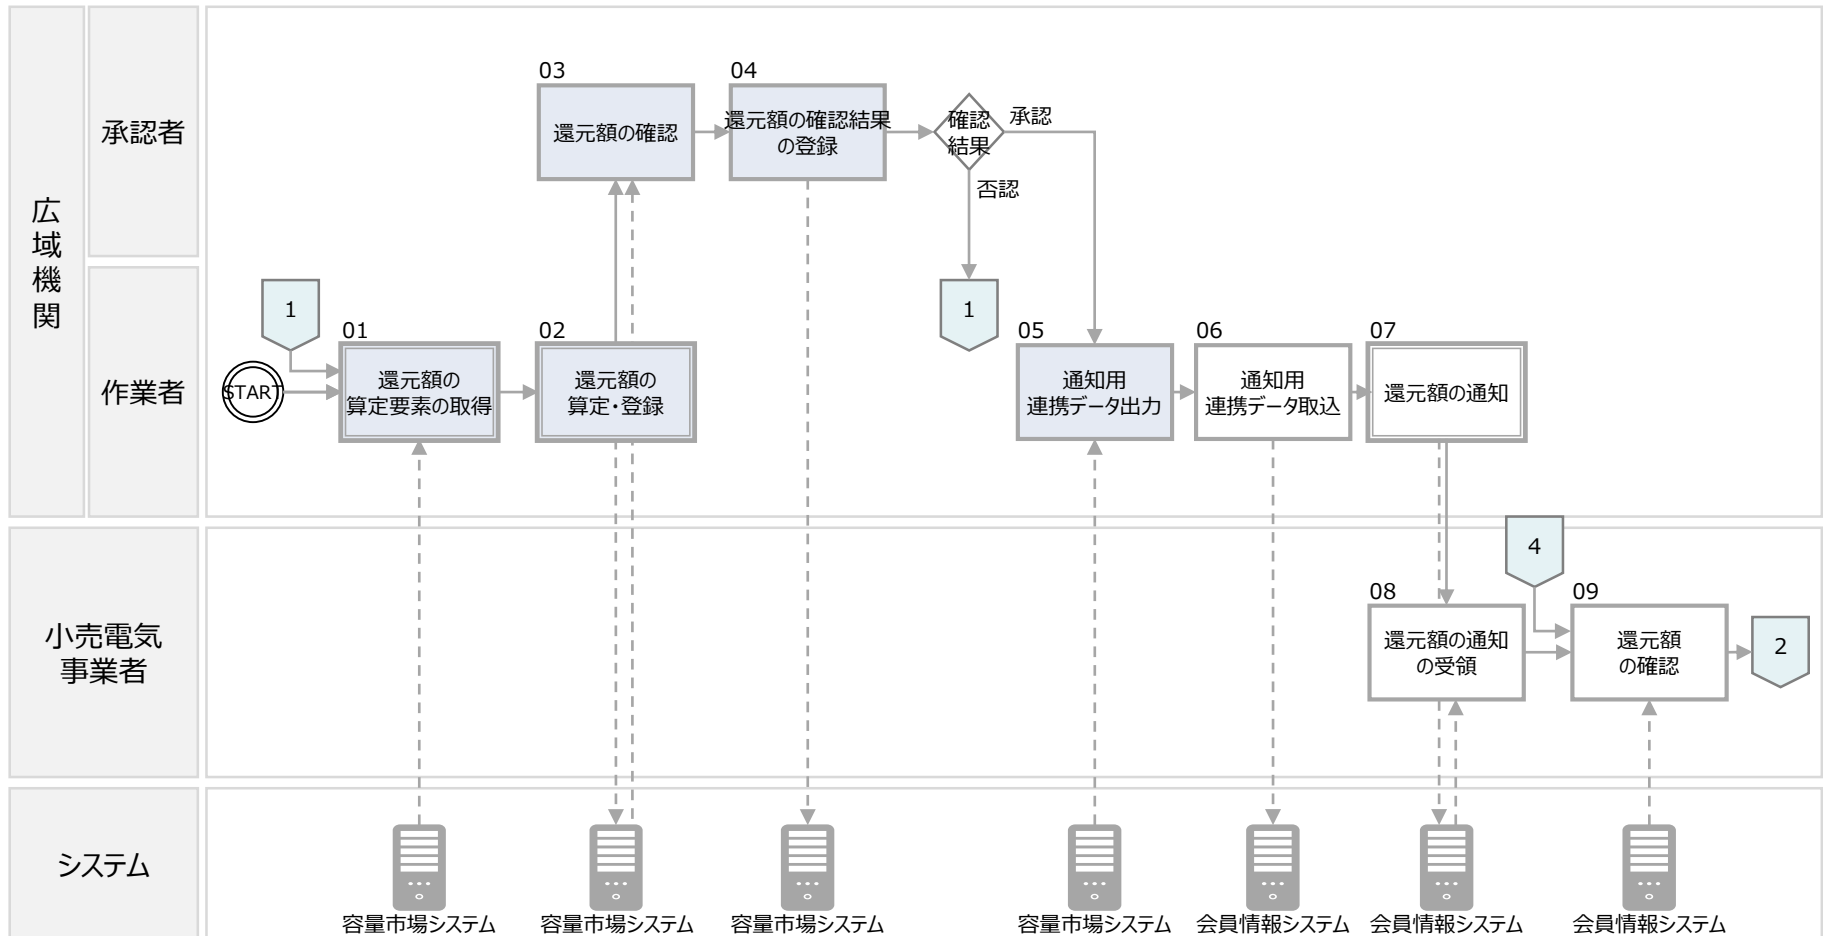 広域機関
承認者
03
還元額の確認
04
還元額の確認結果
の登録
確認
結果
承認
否認
作業者
1
START
01
還元額の
算定要素の取得
02
還元額の
算定・登録
1
05
通知用
連携データ出力
06
通知用
連携データ取込
07
還元額の通知
小売電気
事業者
4
08
還元額の通知
の受領
09
還元額
の確認
2
システム
容量市場システム
容量市場システム
容量市場システム
容量市場システム
会員情報システム
会員情報システム
会員情報システム